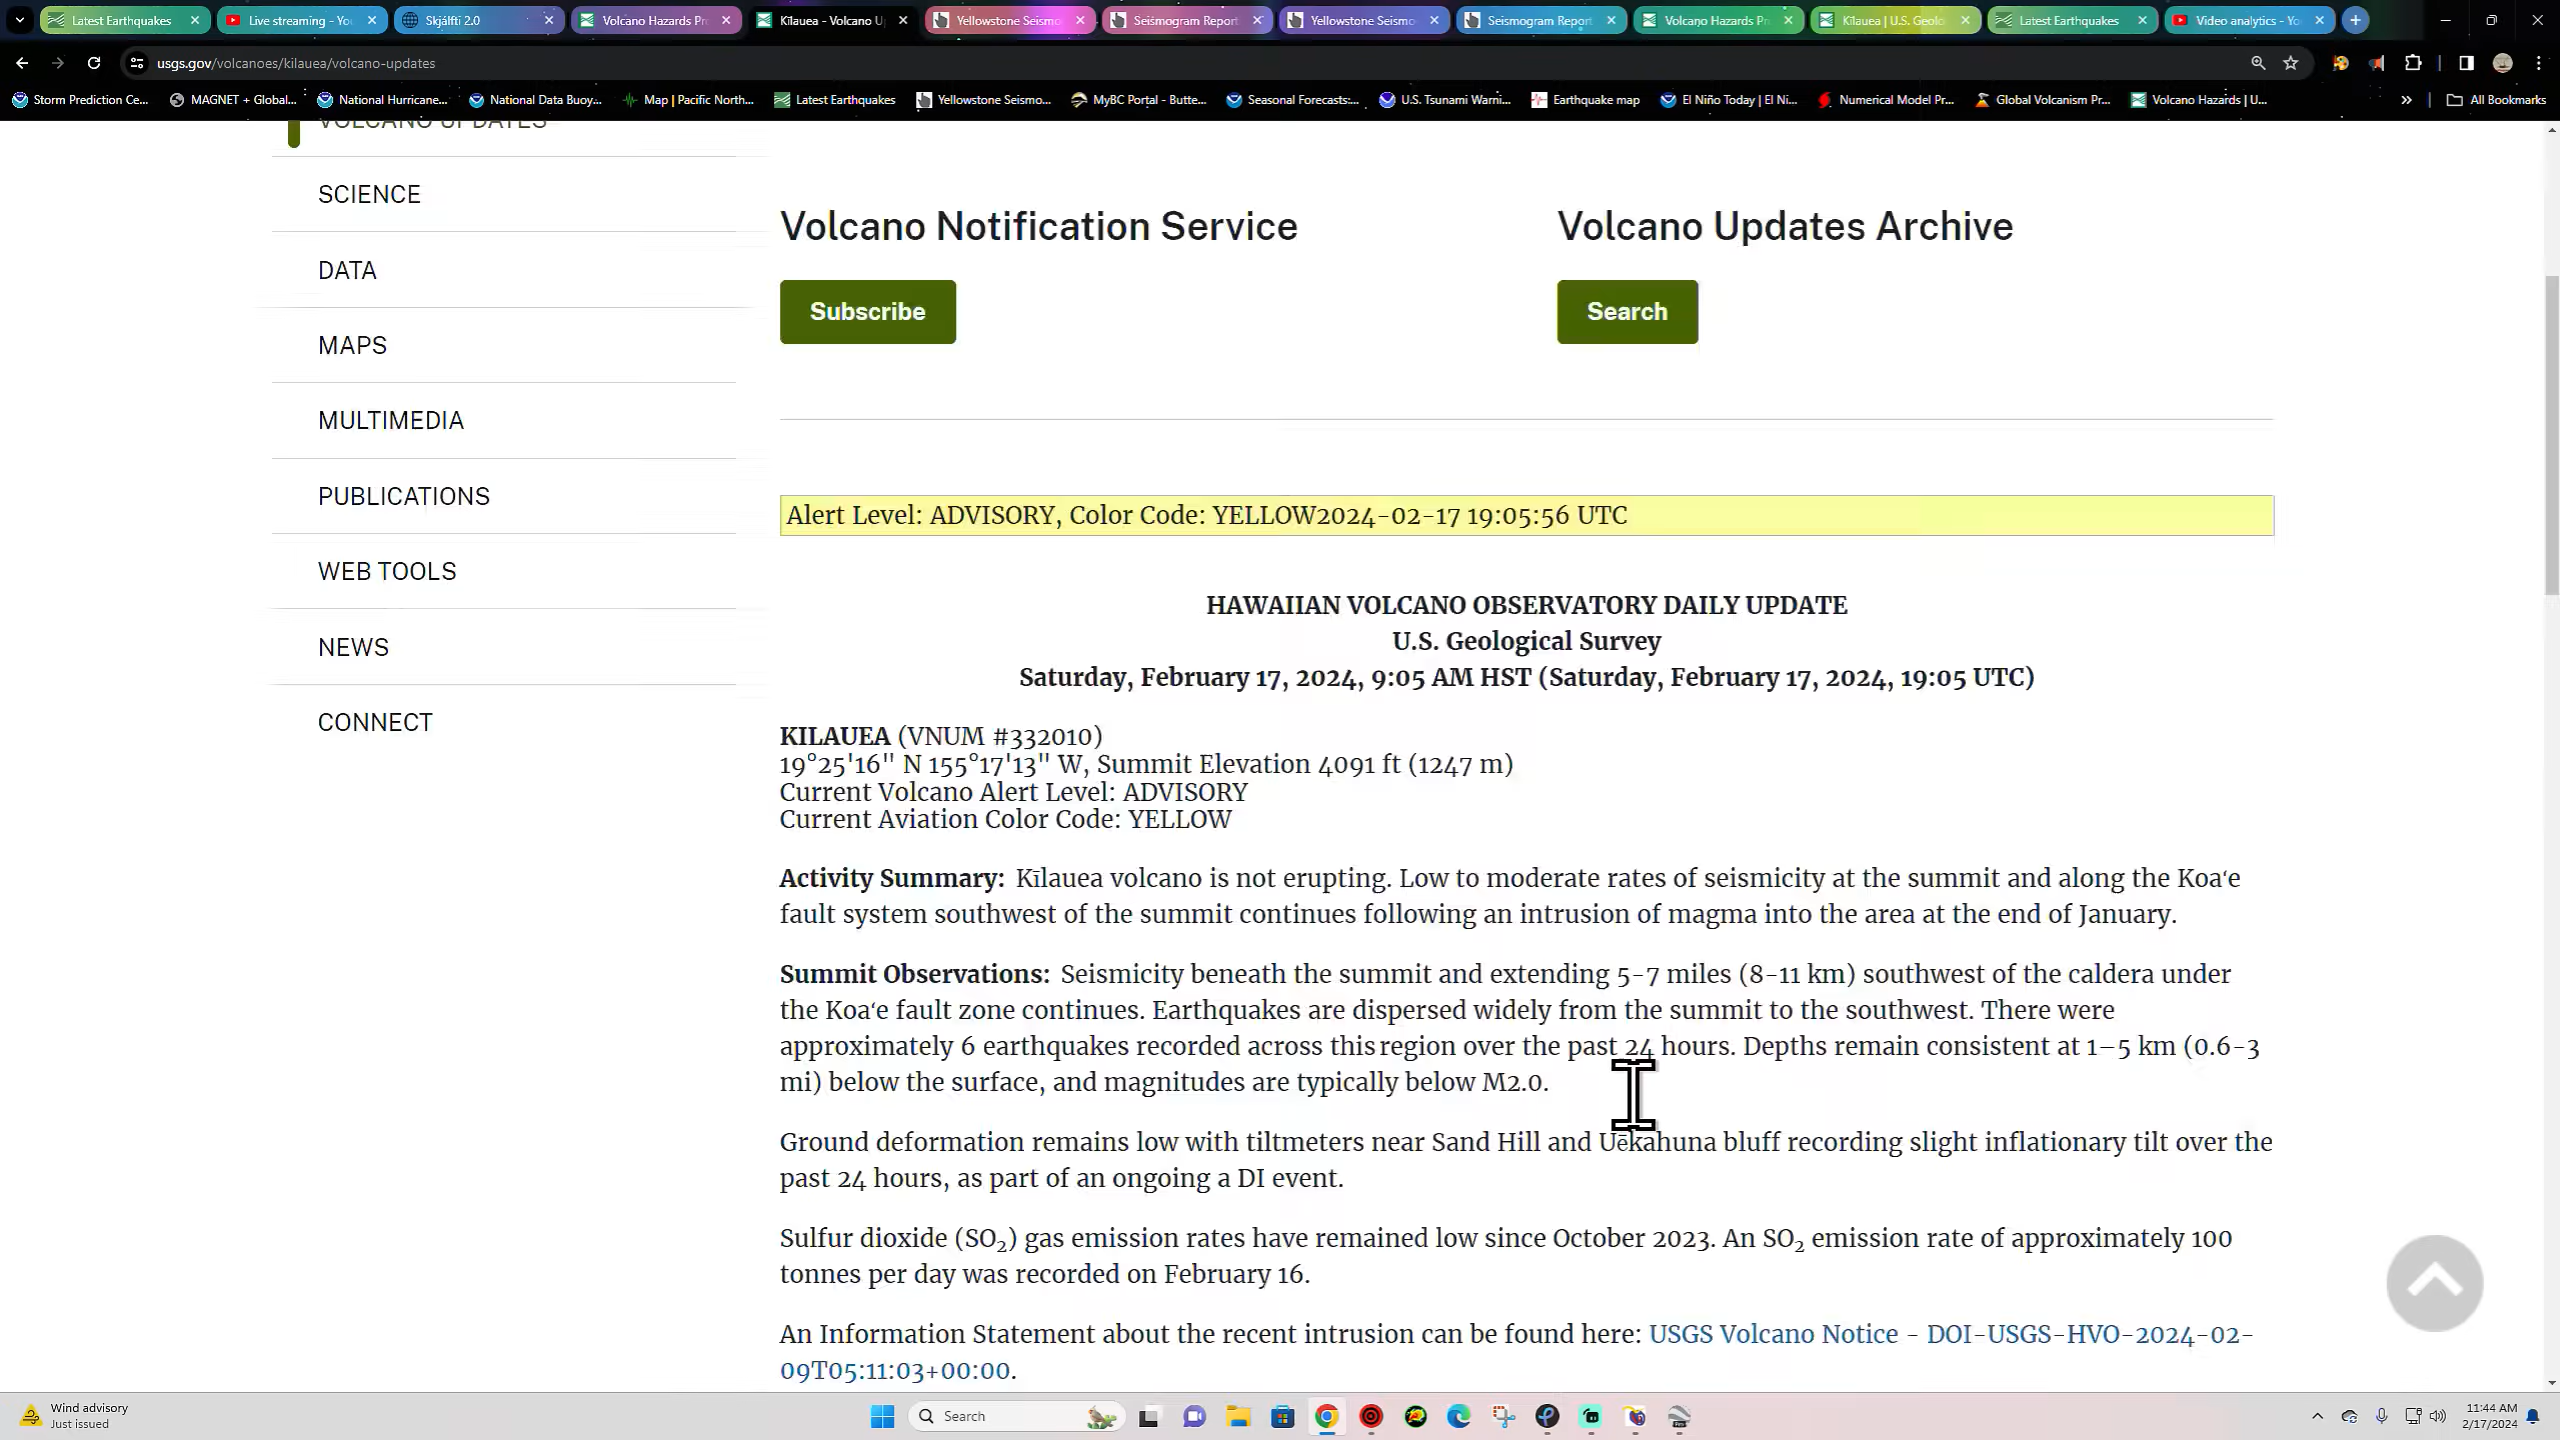 Latest Earthquakes
Live streaming - Yo
Skjálfti 2.0
Volcano Hazards Pr
Kīlauea - Volcano U
Yellowstone Seismo
Seismogram Report
Yellowstone Seismo
Seismogram Report
Volcano Hazards Pr
Kīlauea | U.S. Geolo
Latest Earthquakes
Video analytics - Yo
usgs.gov/volcanoes/kilauea/volcano-updates
Storm Prediction Ce...
MAGNET + Global...
National Hurricane...
National Data Buoy...
Map | Pacific North...
Latest Earthquakes
Yellowstone Seismo...
MyBC Portal - Butte...
Seasonal Forecasts:...
U.S. Tsunami Warni...
Earthquake map
El Niño Today | El Ni...
Numerical Model Pr...
Global Volcanism Pr...
Volcano Hazards | U...
All Bookmarks
VOLCANO UPDATES
SCIENCE
DATA
MAPS
MULTIMEDIA
PUBLICATIONS
WEB TOOLS
NEWS
CONNECT
Volcano Notification Service
Subscribe
Volcano Updates Archive
Search
Alert Level: ADVISORY, Color Code: YELLOW2024-02-17 19:05:56 UTC
HAWAIIAN VOLCANO OBSERVATORY DAILY UPDATE
U.S. Geological Survey
Saturday, February 17, 2024, 9:05 AM HST (Saturday, February 17, 2024, 19:05 UTC)
KILAUEA (VNUM #332010)
19°25'16" N 155°17'13" W, Summit Elevation 4091 ft (1247 m)
Current Volcano Alert Level: ADVISORY
Current Aviation Color Code: YELLOW
Activity Summary: Kīlauea volcano is not erupting. Low to moderate rates of seismicity at the summit and along the Koaʻe
fault system southwest of the summit continues following an intrusion of magma into the area at the end of January.
Summit Observations: Seismicity beneath the summit and extending 5-7 miles (8-11 km) southwest of the caldera under
the Koaʻe fault zone continues. Earthquakes are dispersed widely from the summit to the southwest. There were
approximately 6 earthquakes recorded across this region over the past 24 hours. Depths remain consistent at 1–5 km (0.6-3
mi) below the surface, and magnitudes are typically below M2.0.
Ground deformation remains low with tiltmeters near Sand Hill and Uēkahuna bluff recording slight inflationary tilt over the
past 24 hours, as part of an ongoing a DI event.
Sulfur dioxide (SO₂) gas emission rates have remained low since October 2023. An SO₂ emission rate of approximately 100
tonnes per day was recorded on February 16.
An Information Statement about the recent intrusion can be found here: USGS Volcano Notice - DOI-USGS-HVO-2024-02-
09T05:11:03+00:00.
Wind advisory
Just issued
Search
11:44 AM
2/17/2024